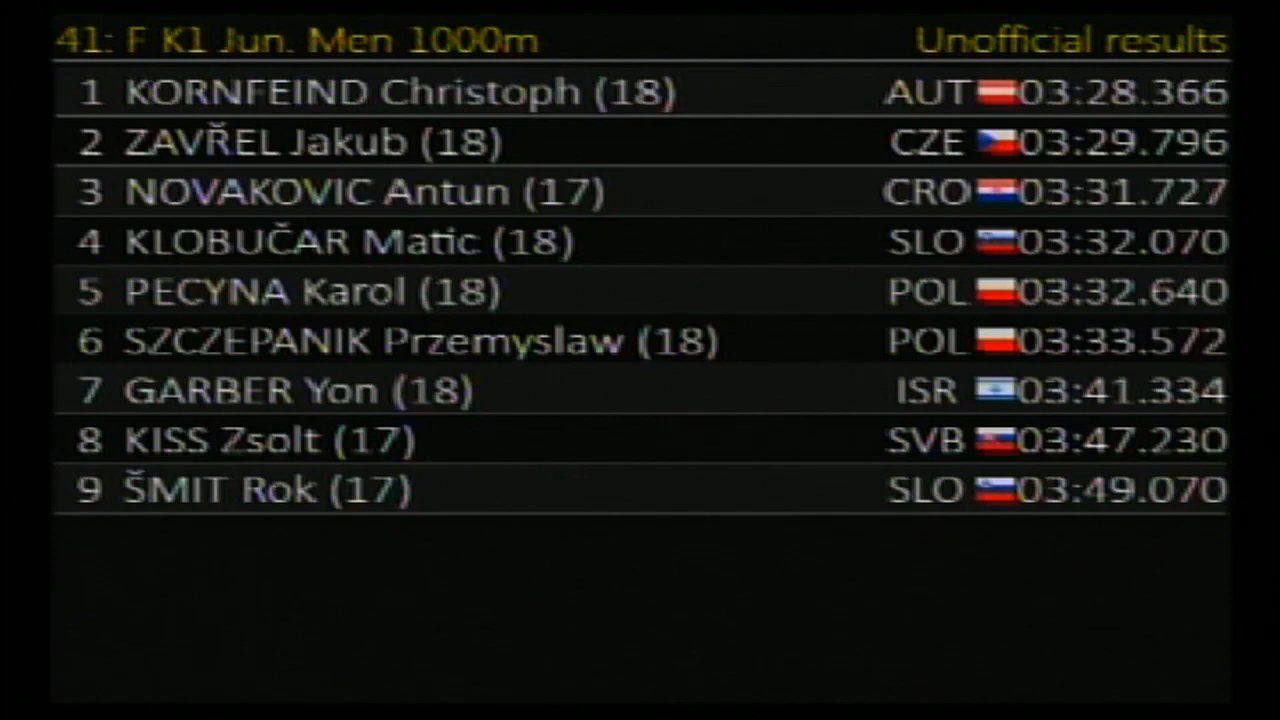 41: F K1 Jun. Men 1000m Unofficial results
1 KORNFEIND Christoph (18) AUT 03:28.366
2 ZAVŘEL Jakub (18) CZE 03:29.796
3 NOVAKOVIC Antun (17) CRO 03:31.727
4 KLOBUČAR Matic (18) SLO 03:32.070
5 PECYNA Karol (18) POL 03:32.640
6 SZCZEPANIK Przemyslaw (18) POL 03:33.572
7 GARBER Yon (18) ISR 03:41.334
8 KISS Zsolt (17) SVB 03:47.230
9 ŠMIT Rok (17) SLO 03:49.070